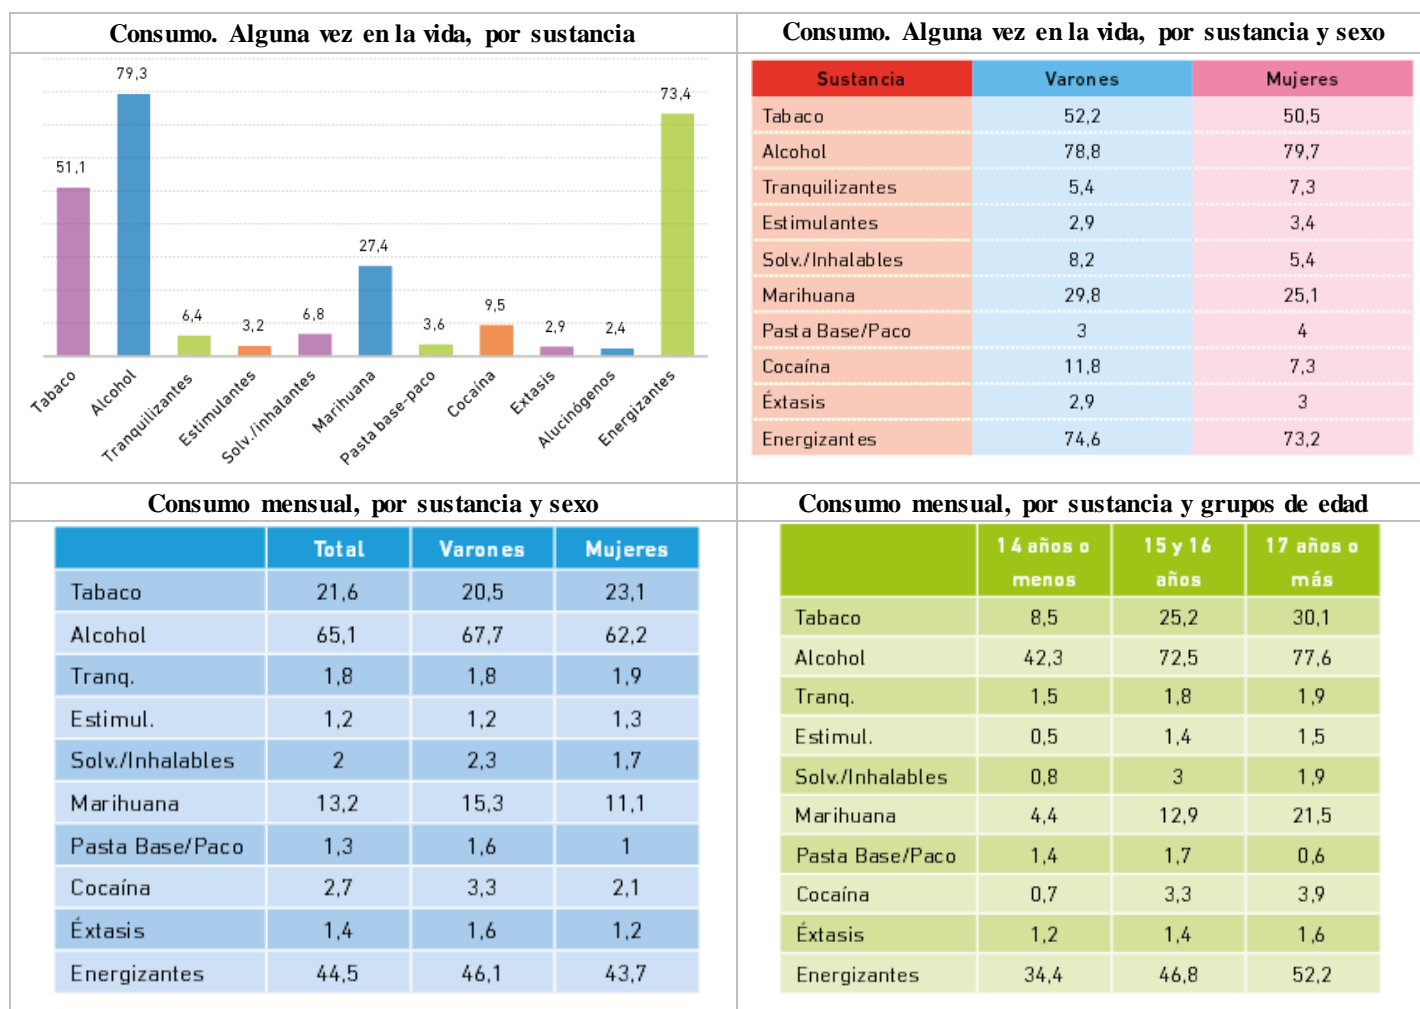 Consumo. Alguna vez en la vida, por sustancia
79,3
73,4
51,1
27,4
6,4
3,2
6,8
3,6
9,5
2,9
2,4
Tabaco
Alcohol
Tranquilizantes
Estimulantes
Solv./inhalantes
Marihuana
Pasta base-paco
Cocaína
Extasis
Alucinógenos
Energizantes
Consumo. Alguna vez en la vida, por sustancia y sexo
Sustancia Varones Mujeres
Tabaco 52,2 50,5
Alcohol 78,8 79,7
Tranquilizantes 5,4 7,3
Estimulantes 2,9 3,4
Solv./Inhalables 8,2 5,4
Marihuana 29,8 25,1
Pasta Base/Paco 3 4
Cocaína 11,8 7,3
Éxtasis 2,9 3
Energizantes 74,6 73,2
Consumo mensual, por sustancia y sexo
Total Varones Mujeres
Tabaco 21,6 20,5 23,1
Alcohol 65,1 67,7 62,2
Tranq. 1,8 1,8 1,9
Estimul. 1,2 1,2 1,3
Solv./Inhalables 2 2,3 1,7
Marihuana 13,2 15,3 11,1
Pasta Base/Paco 1,3 1,6 1
Cocaína 2,7 3,3 2,1
Éxtasis 1,4 1,6 1,2
Energizantes 44,5 46,1 43,7
Consumo mensual, por sustancia y grupos de edad
14 años o 15 y 16 17 años o
menos años más
Tabaco 8,5 25,2 30,1
Alcohol 42,3 72,5 77,6
Tranq. 1,5 1,8 1,9
Estimul. 0,5 1,4 1,5
Solv./Inhalables 0,8 3 1,9
Marihuana 4,4 12,9 21,5
Pasta Base/Paco 1,4 1,7 0,6
Cocaína 0,7 3,3 3,9
Éxtasis 1,2 1,4 1,6
Energizantes 34,4 46,8 52,2